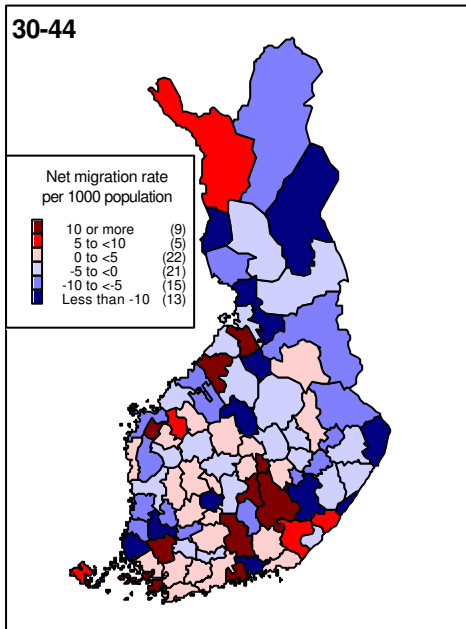 30-44
Net migration rate
per 1000 population
10 or more (9)
5 to <10 (5)
0 to <5 (22)
-5 to <0 (21)
-10 to <-5 (15)
Less than -10 (13)